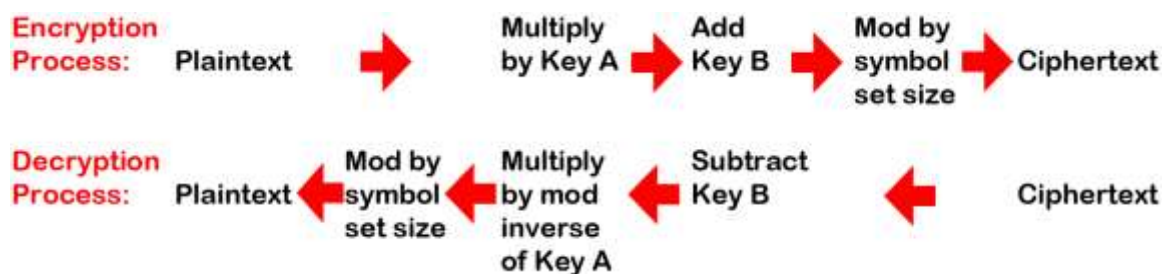 Encryption Multiply Add Mod by
Process: Plaintext by Key A Key B symbol Ciphertext
set size
Decryption Mod by Multiply Subtract
Process: Plaintext symbol by mod Key B Ciphertext
set size inverse
of Key A